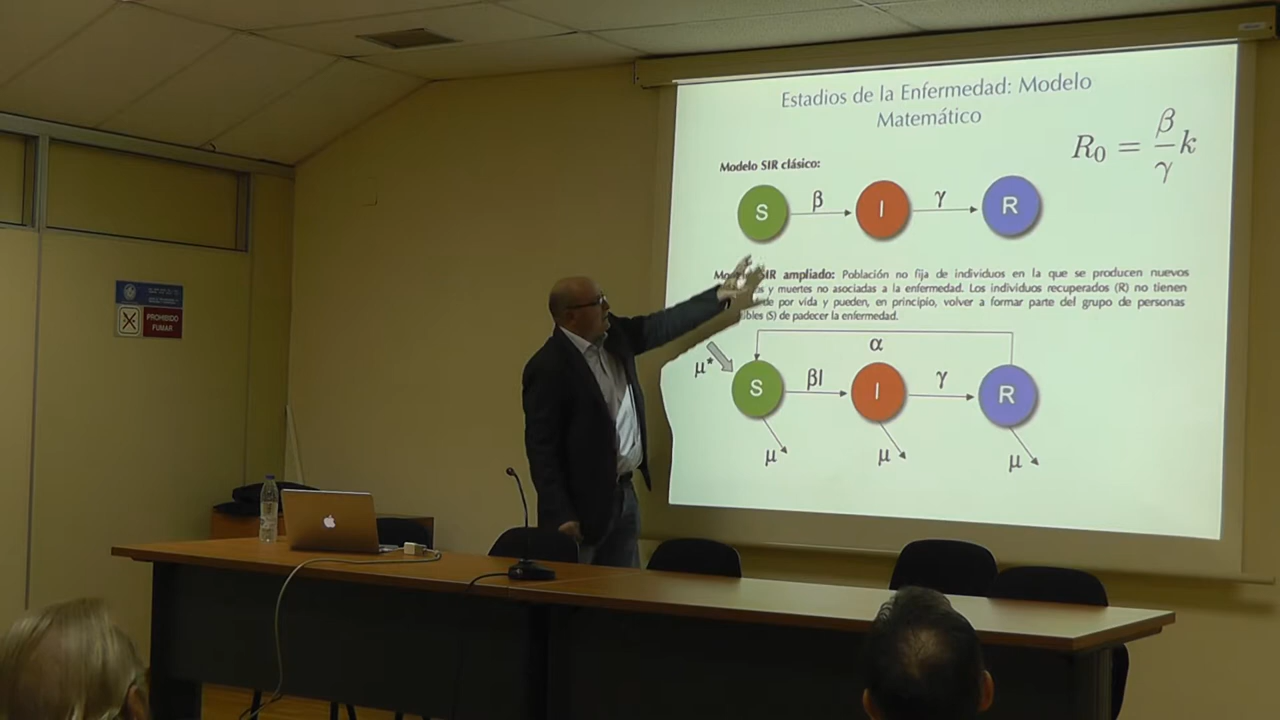 Estadios de la Enfermedad: Modelo
Matemático
R₀ = β/γ k
Modelo SIR clásico:
S β I γ R
SIR ampliado: Población no fija de individuos en la que se producen nuevos
y muertes no asociadas a la enfermedad. Los individuos recuperados (R) no tienen
por vida y pueden, en principio, volver a formar parte del grupo de personas
(S) de padecer la enfermedad.
α
μ* S βI I γ R
μ μ μ
PROHIBIDO
FUMAR